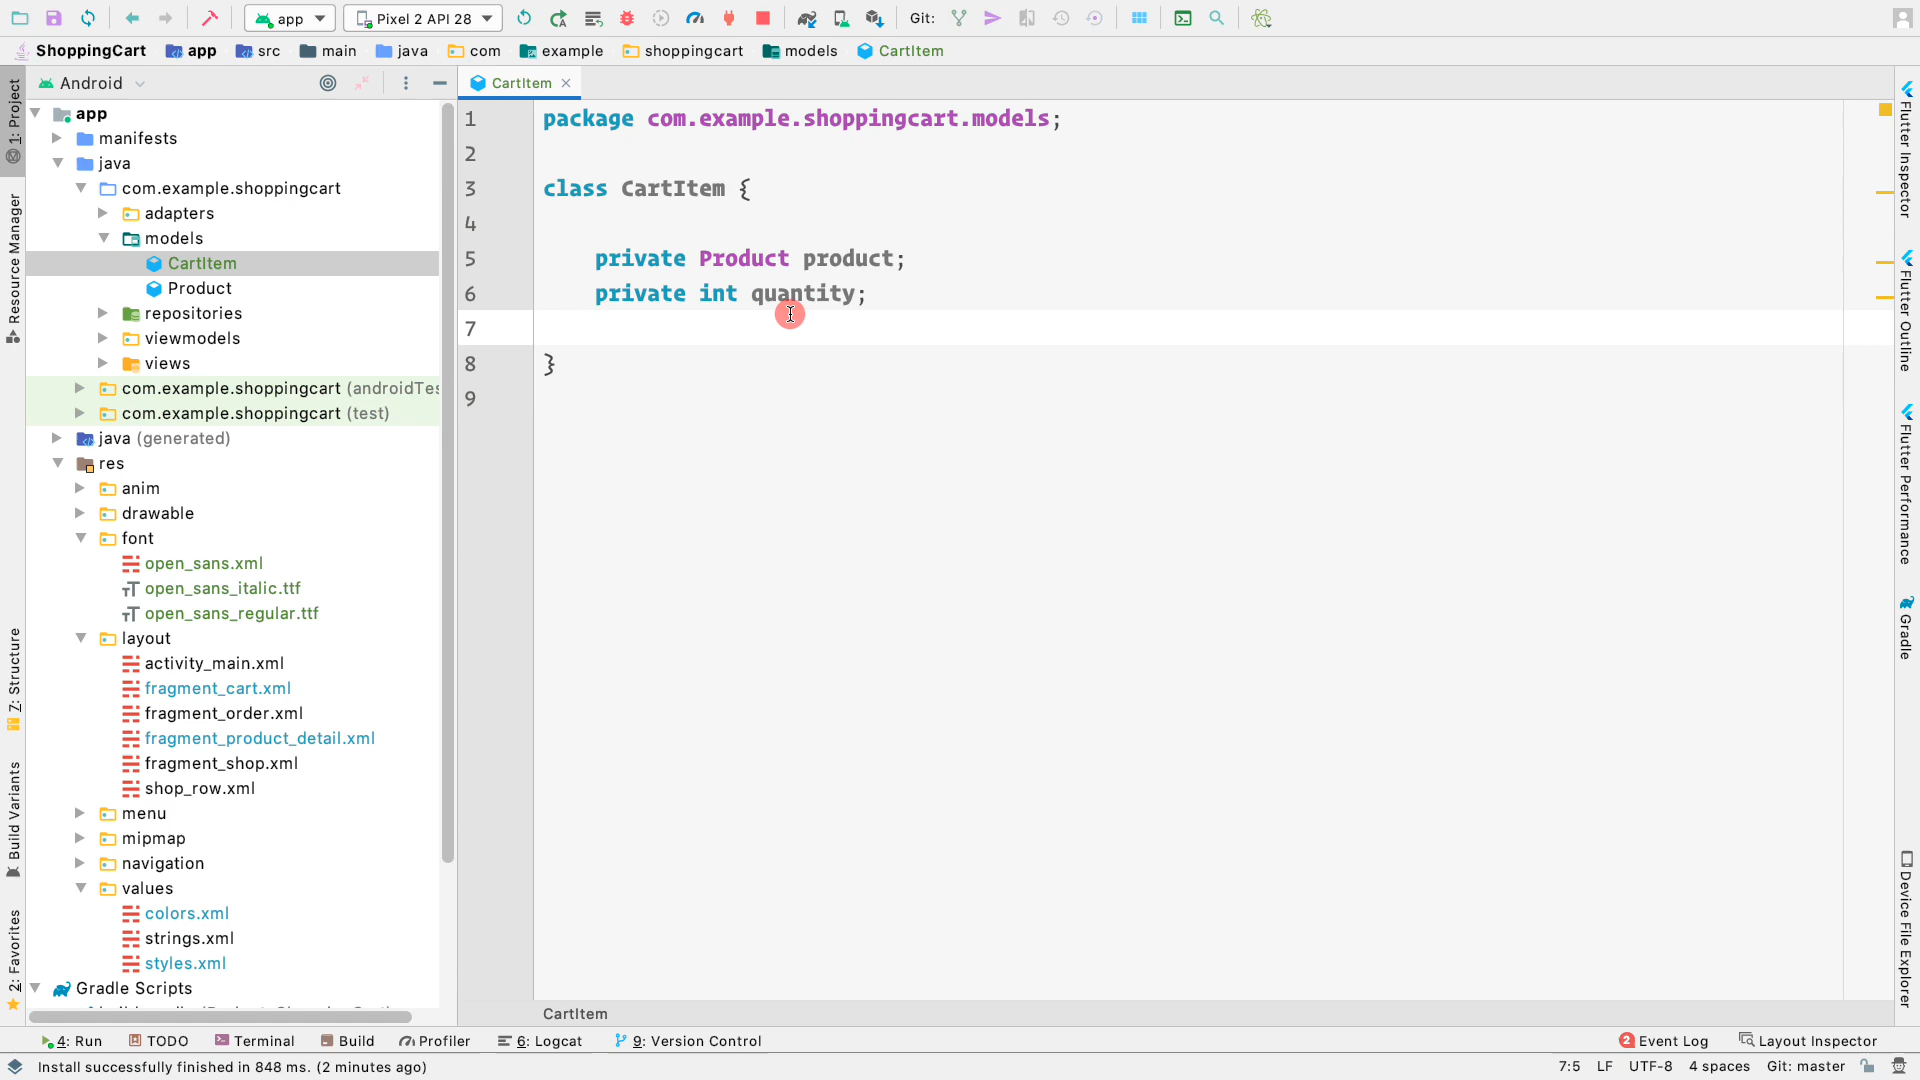 app
Pixel 2 API 28
Git:
ShoppingCart app src main java com example shoppingcart models CartItem
Android
CartItem
1: Project
Resource Manager
7: Structure
Build Variants
2: Favorites
app
manifests
java
com.example.shoppingcart
adapters
models
CartItem
Product
repositories
viewmodels
views
com.example.shoppingcart (androidTes
com.example.shoppingcart (test)
java (generated)
res
anim
drawable
font
open_sans.xml
open_sans_italic.ttf
open_sans_regular.ttf
layout
activity_main.xml
fragment_cart.xml
fragment_order.xml
fragment_product_detail.xml
fragment_shop.xml
shop_row.xml
menu
mipmap
navigation
values
colors.xml
strings.xml
styles.xml
Gradle Scripts
1 package com.example.shoppingcart.models;
2
3 class CartItem {
4
5 private Product product;
6 private int quantity;
7
8 }
9
CartItem
Flutter Inspector
Flutter Outline
Flutter Performance
Gradle
Device File Explorer
4: Run TODO Terminal Build Profiler 6: Logcat 9: Version Control 2 Event Log Layout Inspector
Install successfully finished in 848 ms. (2 minutes ago) 7:5 LF UTF-8 4 spaces Git: master